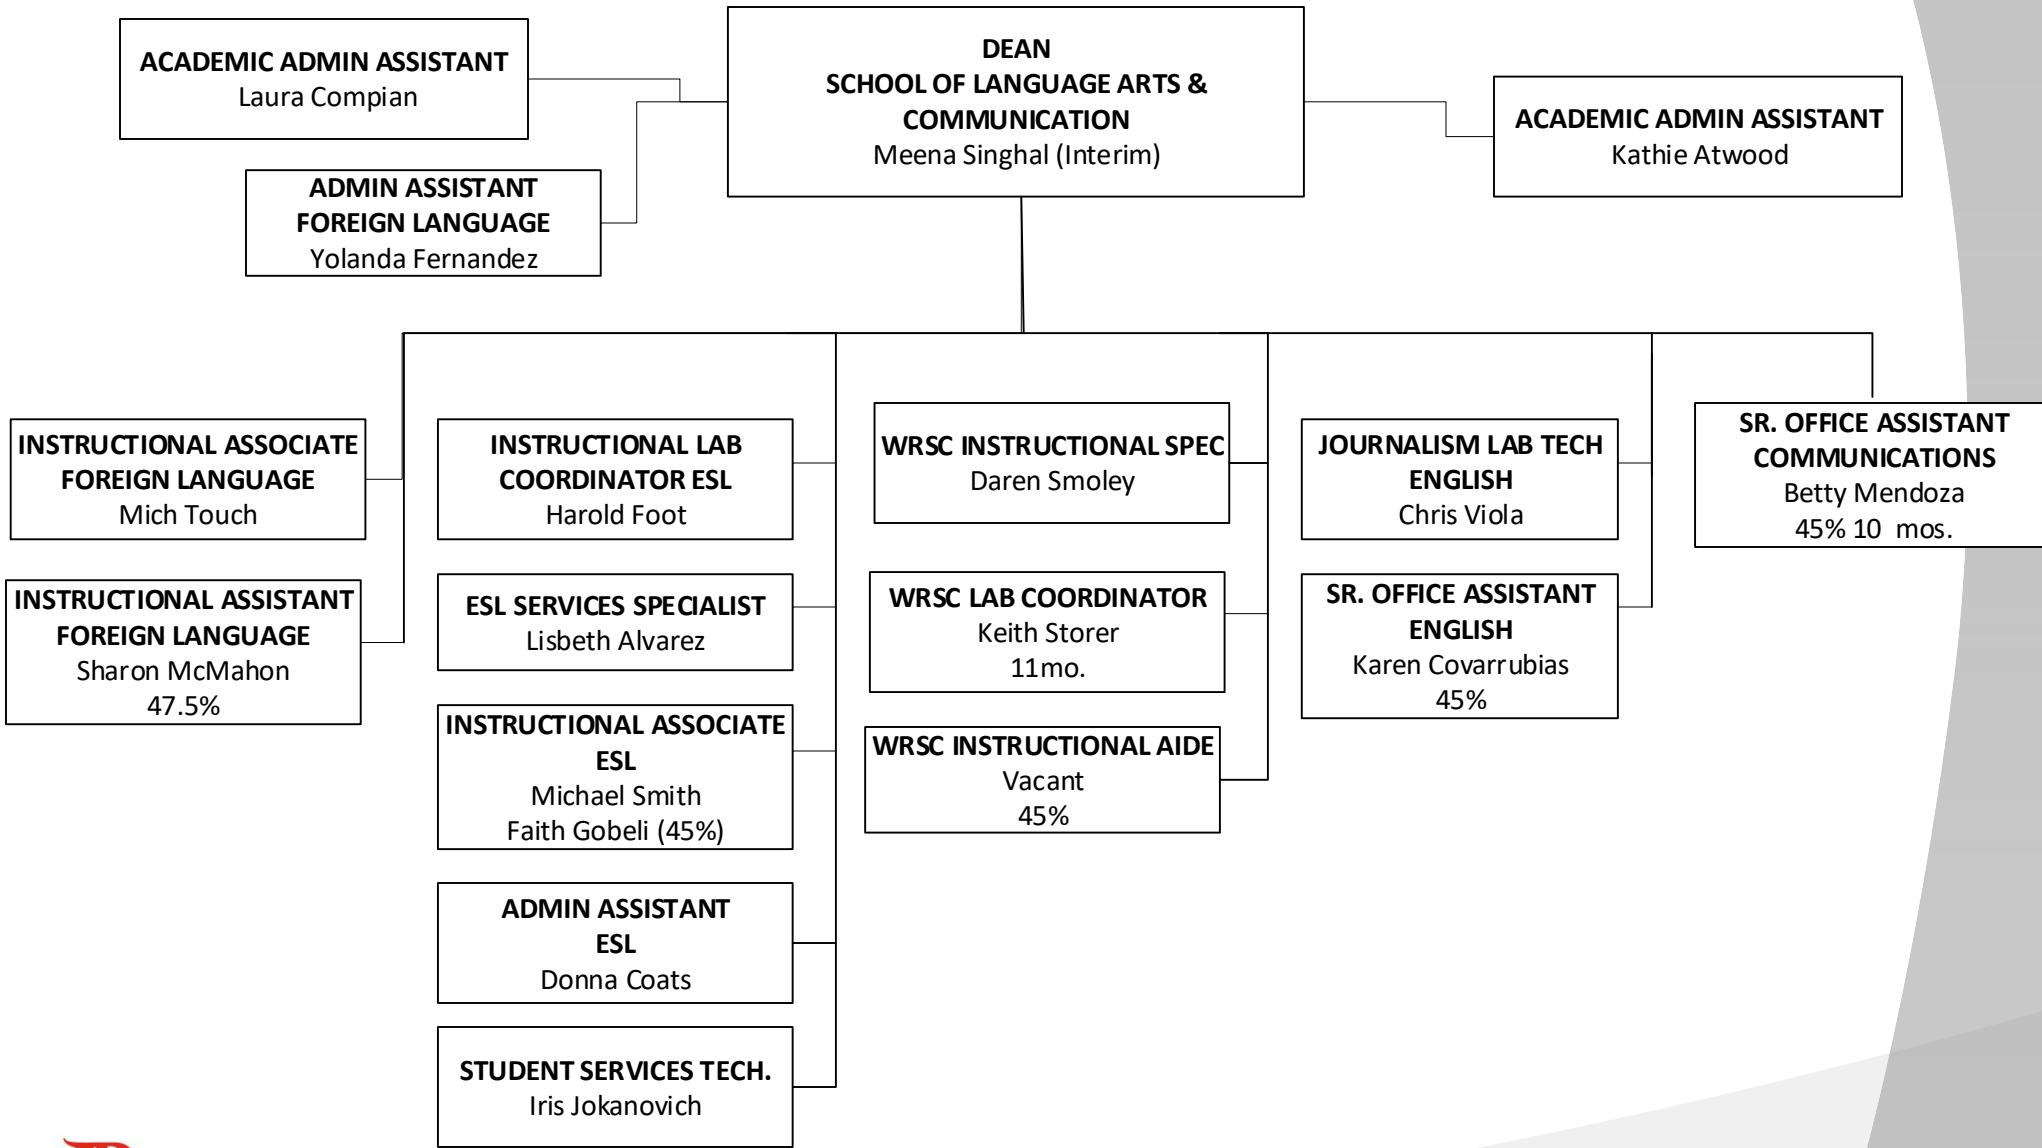 ACADEMIC ADMIN ASSISTANT
Laura Compian
DEAN
SCHOOL OF LANGUAGE ARTS &
COMMUNICATION
Meena Singhal (Interim)
ACADEMIC ADMIN ASSISTANT
Kathie Atwood
ADMIN ASSISTANT
FOREIGN LANGUAGE
Yolanda Fernandez
INSTRUCTIONAL ASSOCIATE
FOREIGN LANGUAGE
Mich Touch
INSTRUCTIONAL ASSISTANT
FOREIGN LANGUAGE
Sharon McMahon
47.5%
INSTRUCTIONAL LAB
COORDINATOR ESL
Harold Foot
ESL SERVICES SPECIALIST
Lisbeth Alvarez
INSTRUCTIONAL ASSOCIATE
ESL
Michael Smith
Faith Gobeli (45%)
ADMIN ASSISTANT
ESL
Donna Coats
STUDENT SERVICES TECH.
Iris Jokanovich
WRSC INSTRUCTIONAL SPEC
Daren Smoley
WRSC LAB COORDINATOR
Keith Storer
11mo.
WRSC INSTRUCTIONAL AIDE
Vacant
45%
JOURNALISM LAB TECH
ENGLISH
Chris Viola
SR. OFFICE ASSISTANT
ENGLISH
Karen Covarrubias
45%
SR. OFFICE ASSISTANT
COMMUNICATIONS
Betty Mendoza
45% 10 mos.